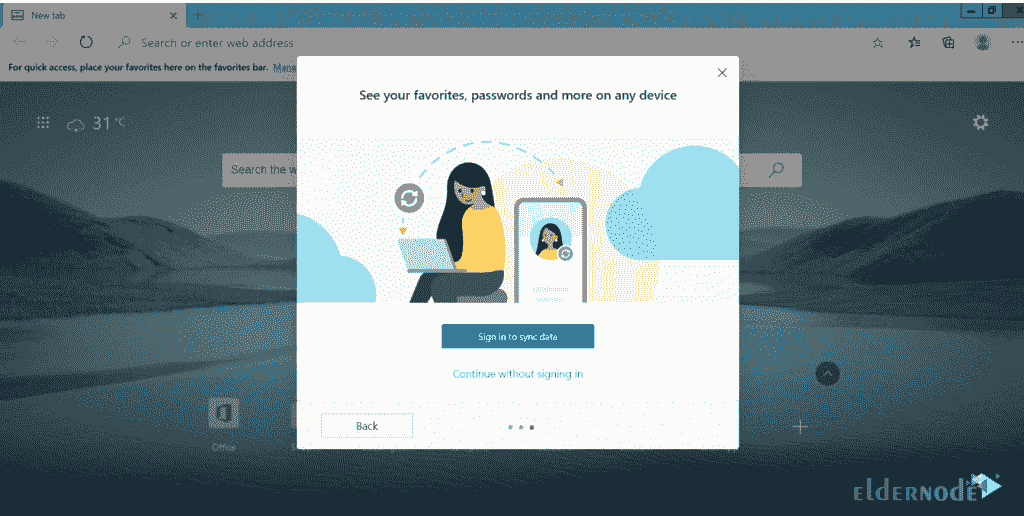 New tab
Search or enter web address
For quick access, place your favorites here on the favorites bar. Mana
31 °C
See your favorites, passwords and more on any device
Search the w
Sign in to sync data
Continue without signing in
Back
Office
eldernode